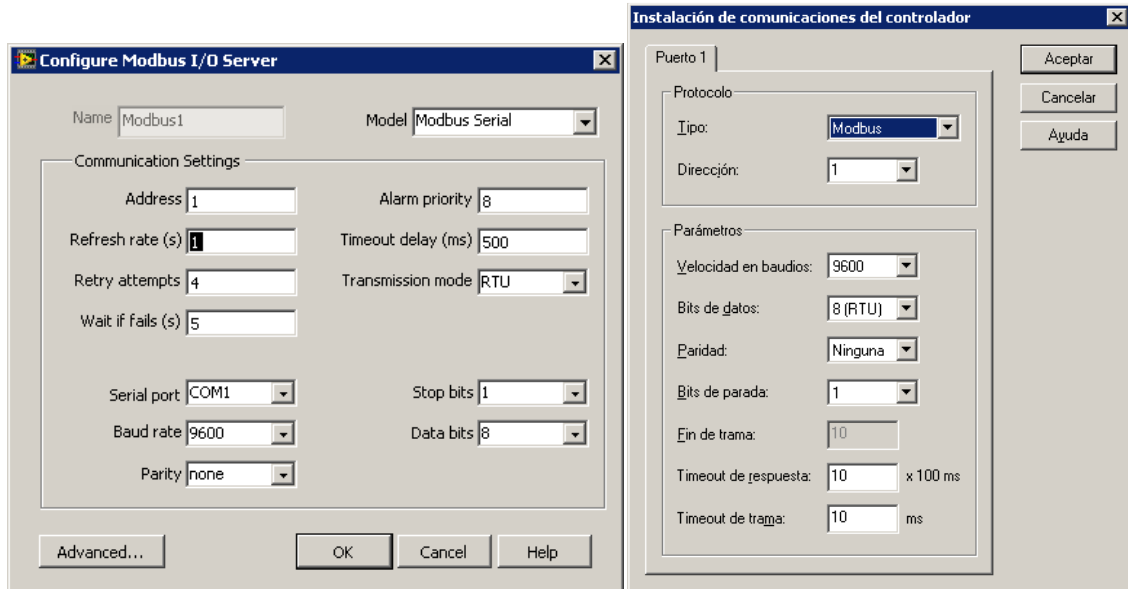 Configure Modbus I/O Server
Name Modbus1
Model Modbus Serial
Communication Settings
Address 1
Alarm priority 8
Refresh rate (s) 1
Timeout delay (ms) 500
Retry attempts 4
Transmission mode RTU
Wait if fails (s) 5
Serial port COM1
Stop bits 1
Baud rate 9600
Data bits 8
Parity none
Advanced...
OK
Cancel
Help
Instalación de comunicaciones del controlador
Puerto 1
Aceptar
Cancelar
Ayuda
Protocolo
Tipo: Modbus
Dirección: 1
Parámetros
Velocidad en baudios: 9600
Bits de datos: 8 (RTU)
Paridad: Ninguna
Bits de parada: 1
Fin de trama: 10
Timeout de respuesta: 10 x 100 ms
Timeout de trama: 10 ms